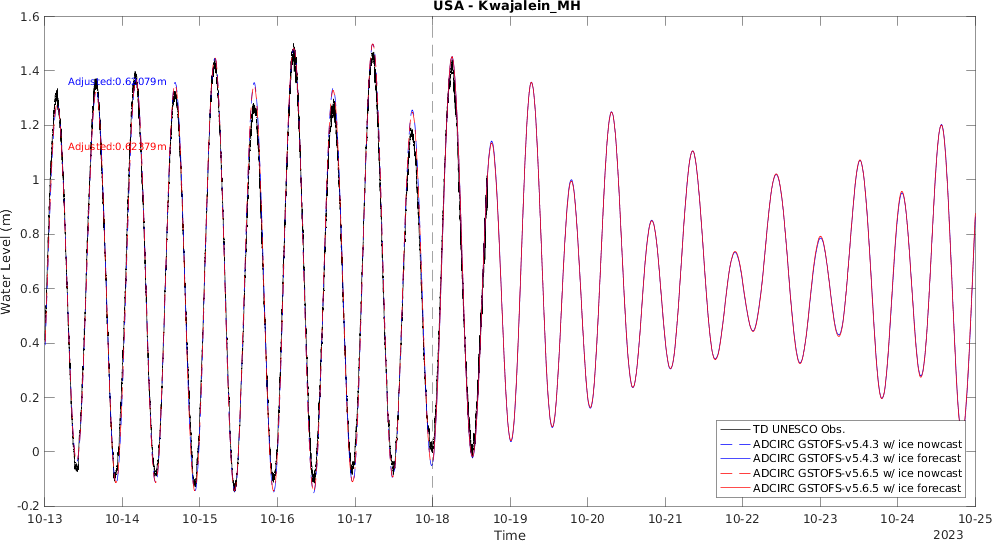 USA - Kwajalein_MH
1.6
1.4
1.2
1
0.8
0.6
0.4
0.2
0
-0.2
Water Level (m)
Adjusted:0.62379m
TD UNESCO Obs.
ADCIRC GSTOFS-v5.4.3 w/ ice nowcast
ADCIRC GSTOFS-v5.4.3 w/ ice forecast
ADCIRC GSTOFS-v5.6.5 w/ ice nowcast
ADCIRC GSTOFS-v5.6.5 w/ ice forecast
10-13 10-14 10-15 10-16 10-17 10-18 10-19 10-20 10-21 10-22 10-23 10-24 10-25
Time
2023